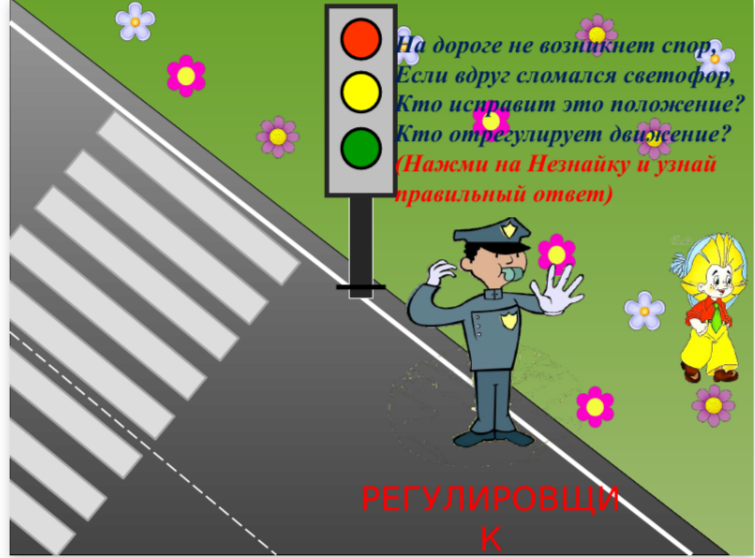 На дороге не возникнет спор,
Если вдруг сломался светофор,
Кто исправит это положение?
Кто отрегулирует движение?
(Нажми на Незнайку и узнай
правильный ответ)
РЕГУЛИРОВЩИ
К